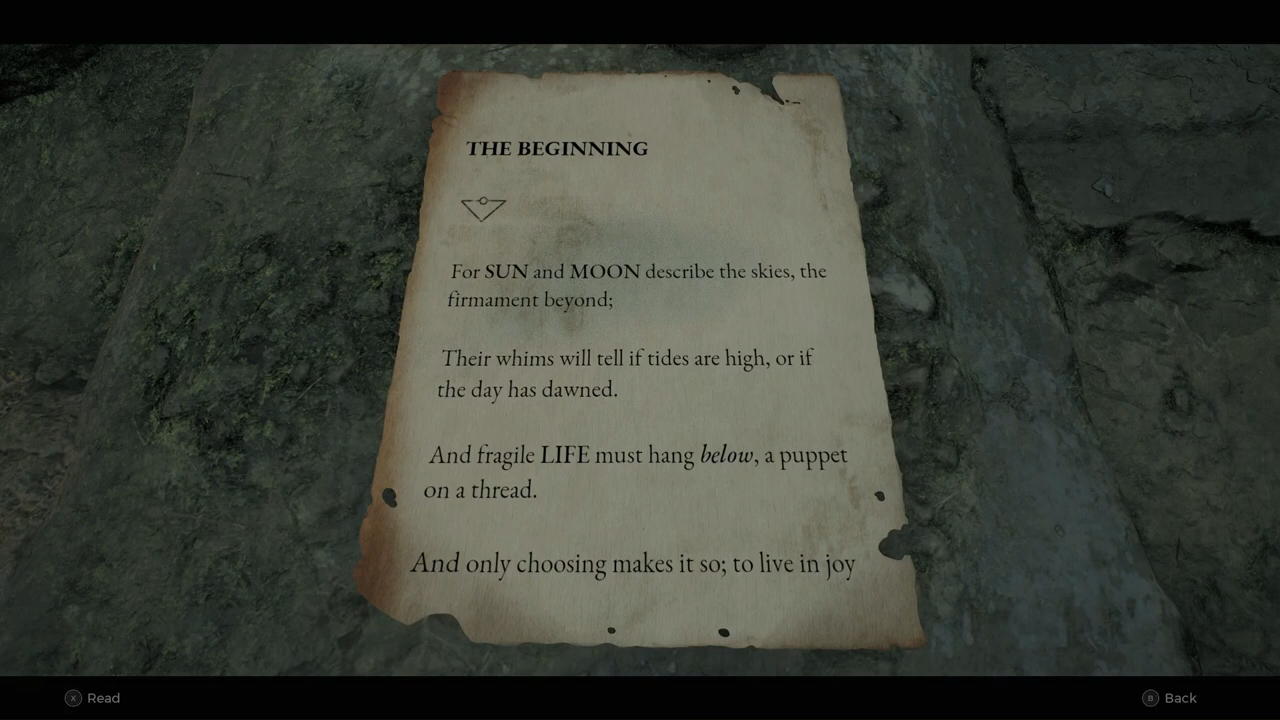 THE BEGINNING
For SUN and MOON describe the skies, the
firmament beyond;
Their whims will tell if tides are high, or if
the day has dawned.
And fragile LIFE must hang below, a puppet
on a thread.
And only choosing makes it so; to live in joy
X Read
B Back